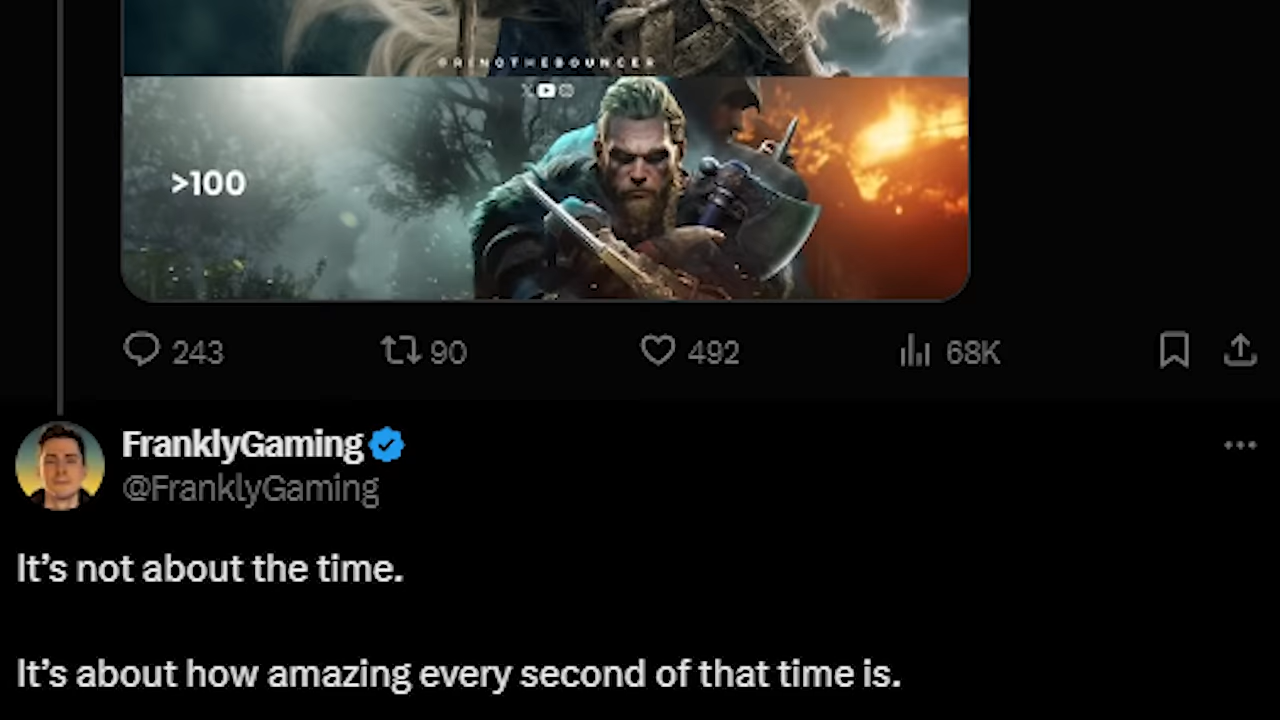 @RINOTHEBOUNCER
>100
243 90 492 68K
FranklyGaming
@FranklyGaming
It’s not about the time.
It’s about how amazing every second of that time is.